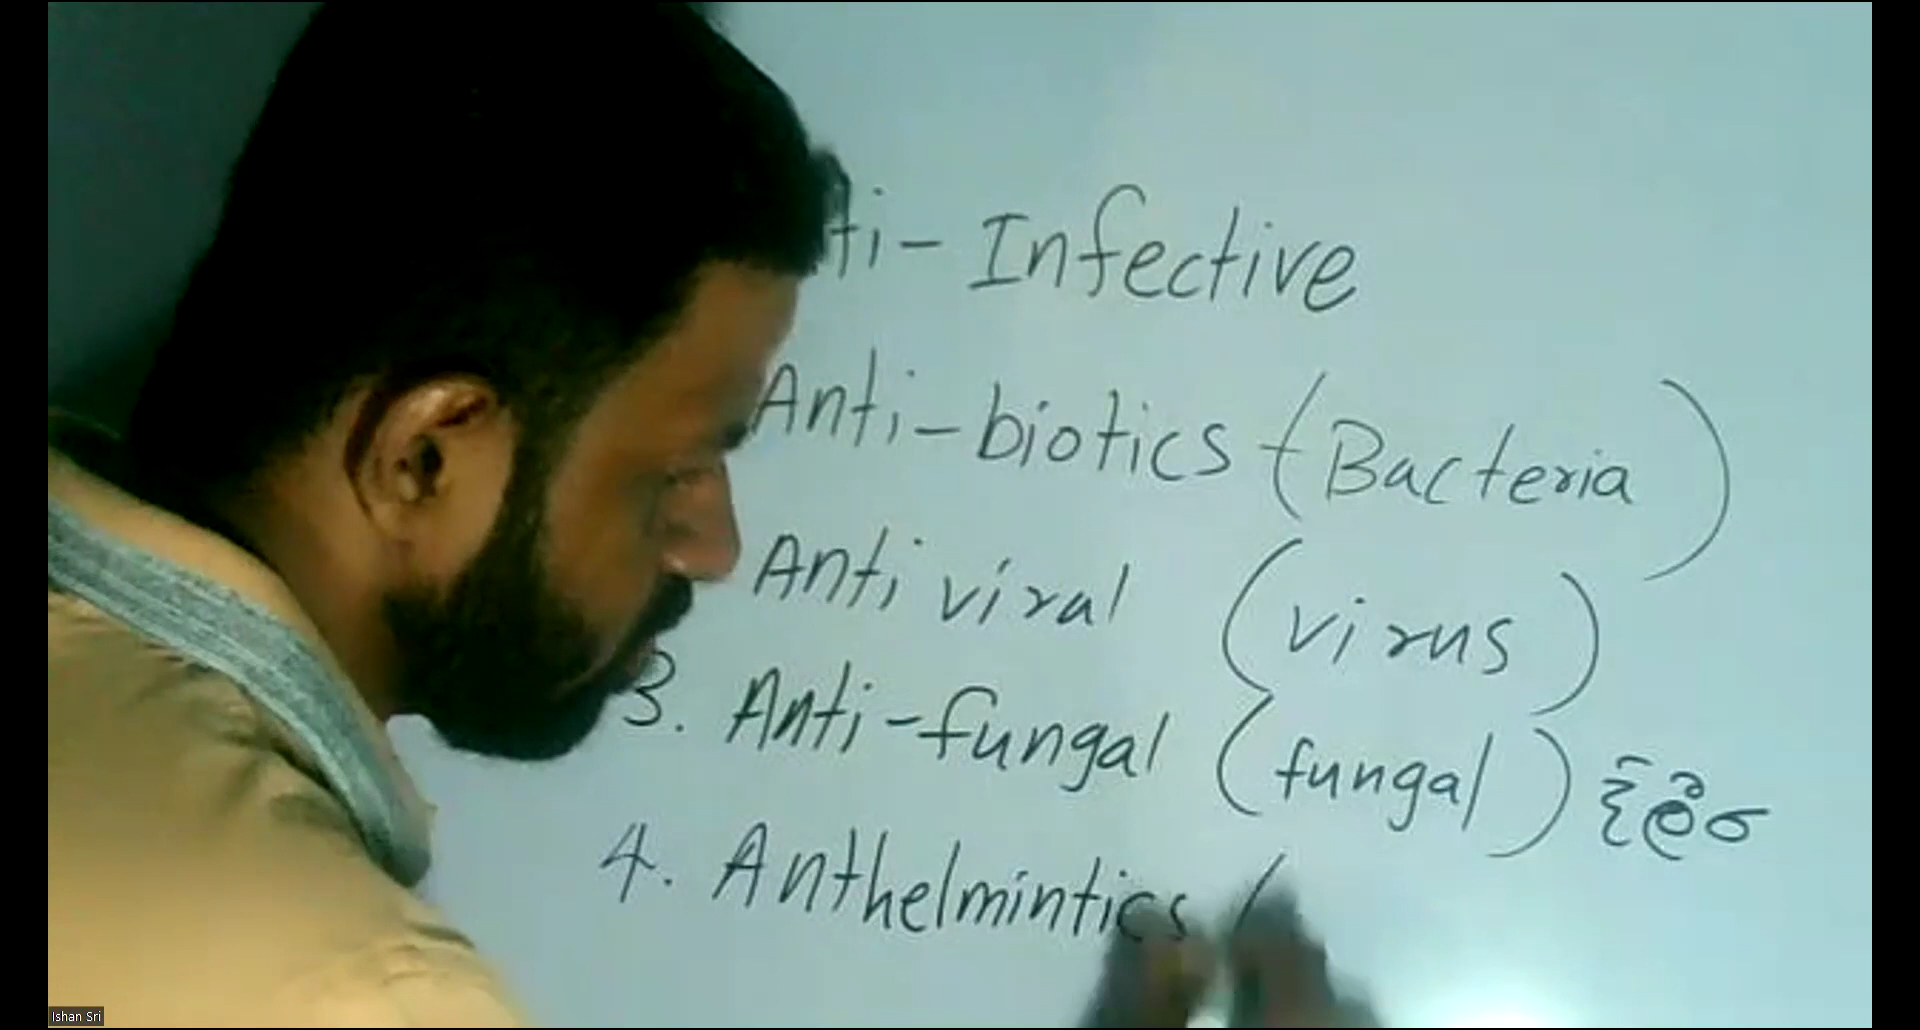 ti - Infective
Anti-biotics (Bacteria)
Anti viral (virus)
3. Anti-fungal (fungal)
4. Anthelmintics (
Ishan Sri